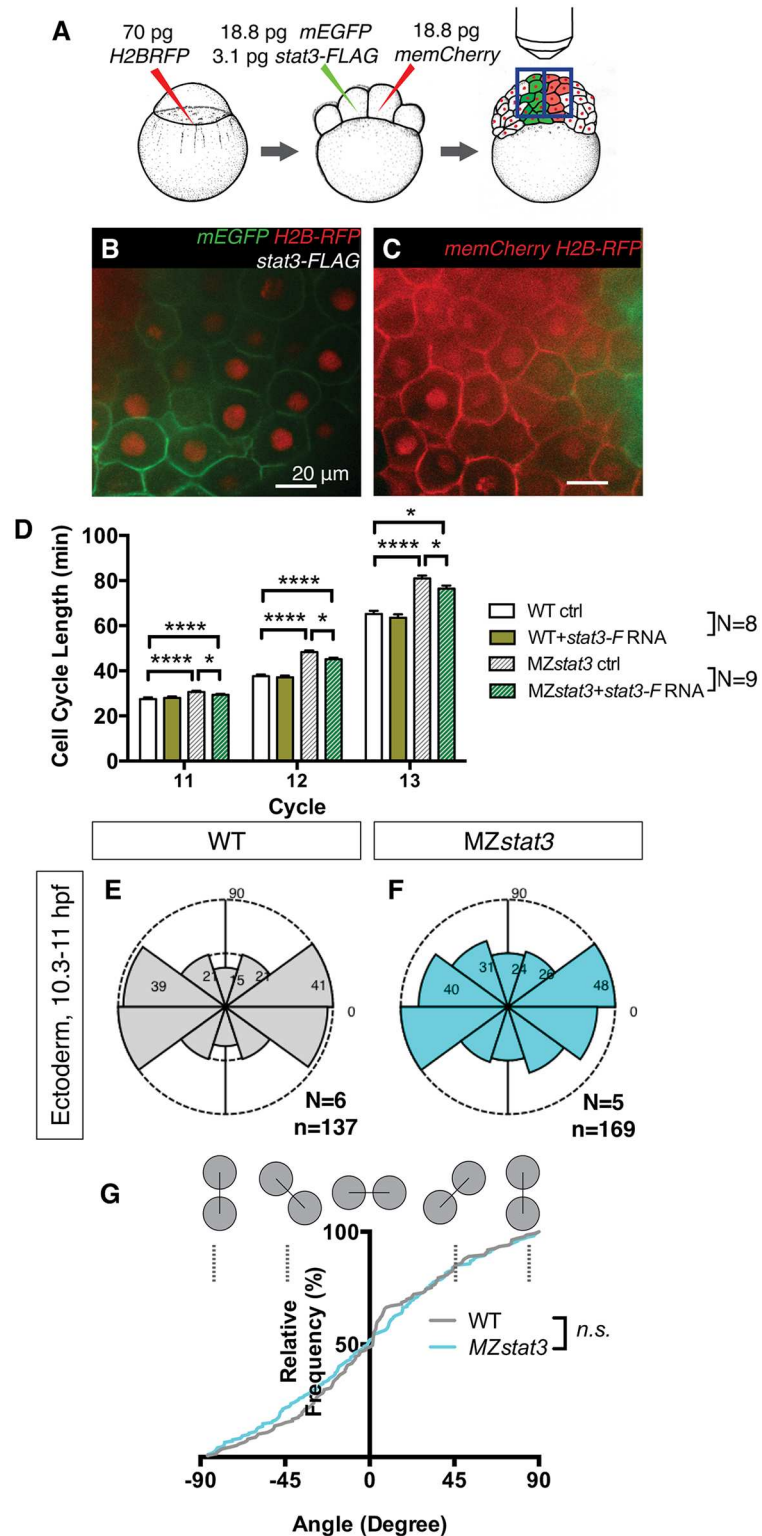 A
70 pg
H2BRFP
18.8 pg mEGFP
3.1 pg stat3-FLAG
18.8 pg
memCherry
B
mEGFP H2B-RFP
stat3-FLAG
20 μm
C
memCherry H2B-RFP
D
Cell Cycle Length (min)
100
80
60
40
20
0
****
**** *
****
**** *
*
**** *
11 12 13
Cycle
WT ctrl
WT+stat3-F RNA
N=8
MZstat3 ctrl
MZstat3+stat3-F RNA
N=9
WT
MZstat3
Ectoderm, 10.3-11 hpf
E
90
39 21 15 21 41
0
N=6
n=137
F
90
40 31 24 26 48
0
N=5
n=169
G
100
50
Relative
Frequency (%)
WT
MZstat3
n.s.
-90 -45 0 45 90
Angle (Degree)